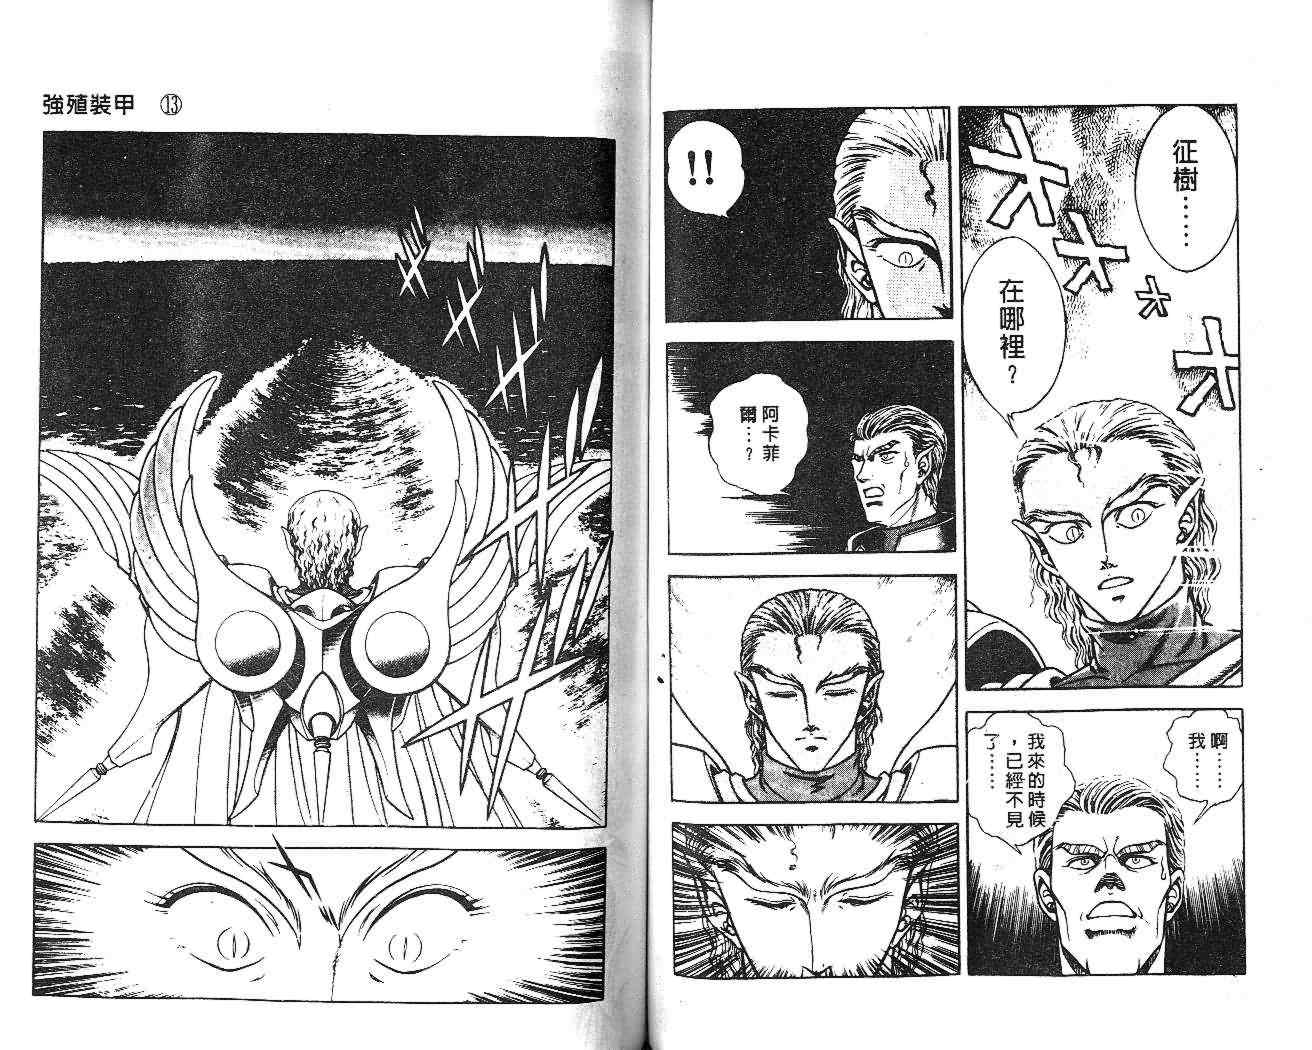 征樹……
在哪裡?
啊……
我……
我來的時候
,已經不見
了……
!!
阿卡菲
爾…?
強殖裝甲 ⑬